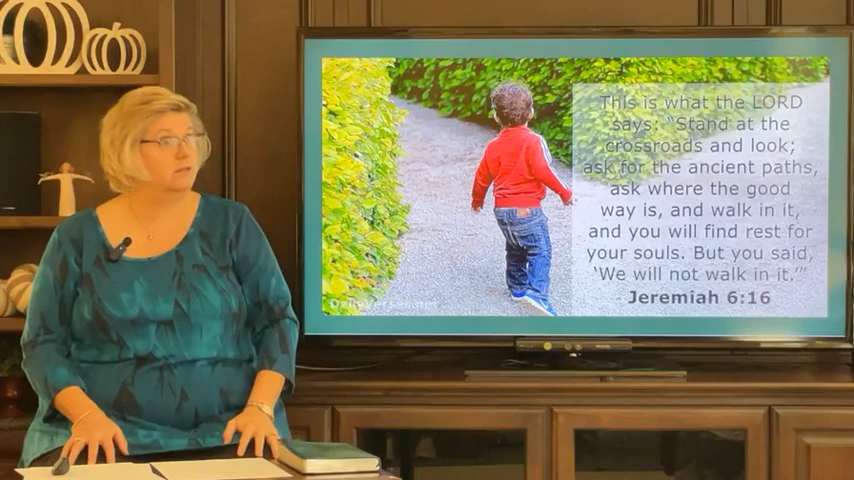 This is what the LORD
says: "Stand at the
crossroads and look;
ask for the ancient paths,
ask where the good
way is, and walk in it,
and you will find rest for
your souls. But you said,
'We will not walk in it.'"
Jeremiah 6:16
DailyVerses.net